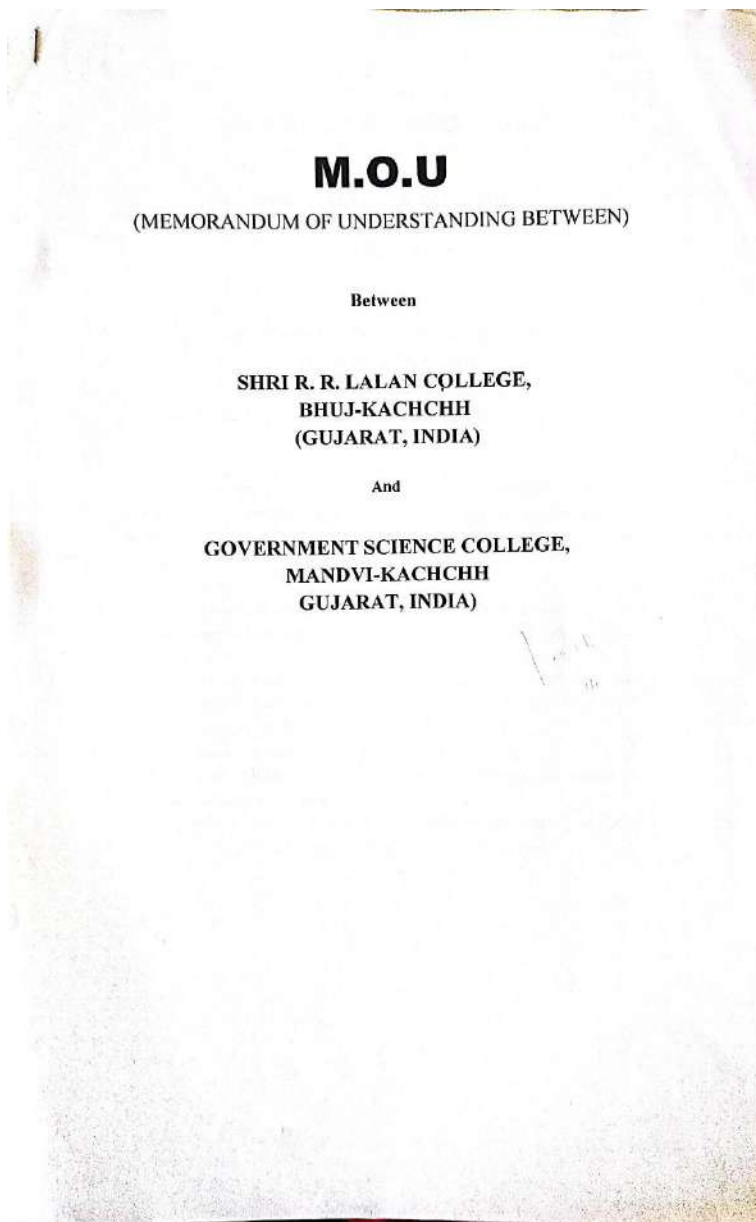 M.O.U
(MEMORANDUM OF UNDERSTANDING BETWEEN)
Between
SHRI R. R. LALAN COLLEGE,
BHUJ-KACHCHH
(GUJARAT, INDIA)
And
GOVERNMENT SCIENCE COLLEGE,
MANDVI-KACHCHH
GUJARAT, INDIA)